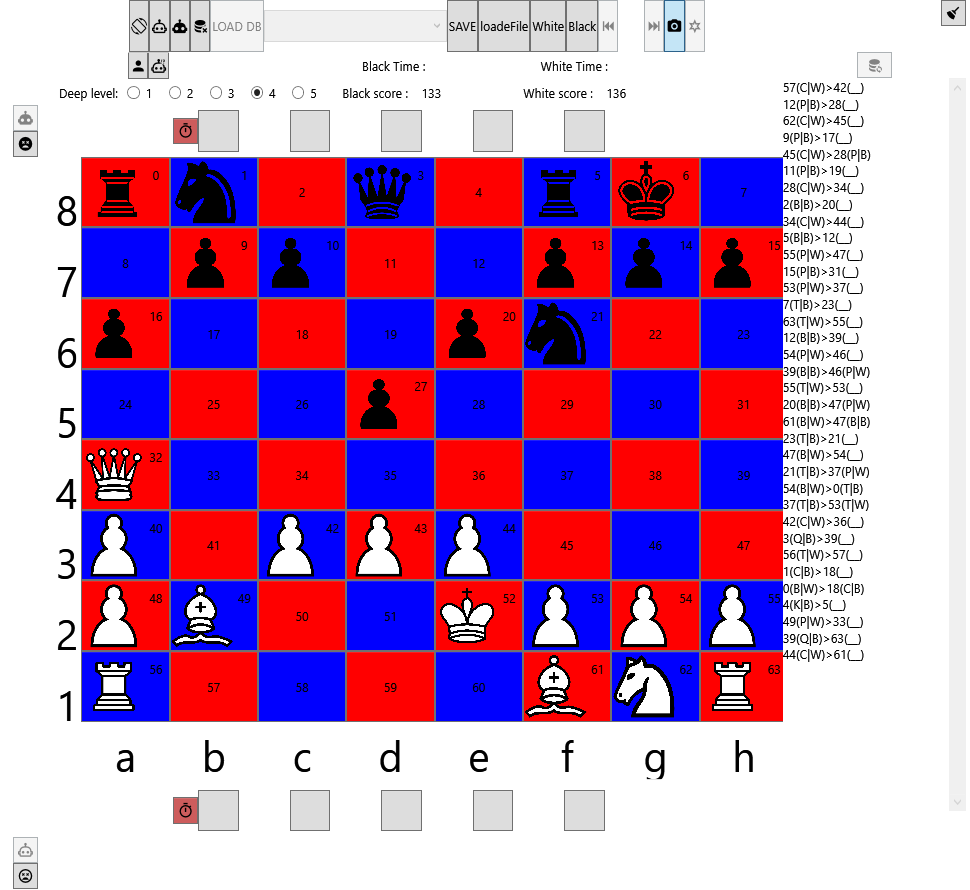 LOAD DB SAVE loadeFile White Black
Black Time : White Time :
Deep level: 1 2 3 4 5 Black score : 133 White score : 136
57(C|W)>42(__)
12(P|B)>28(__)
62(C|W)>45(__)
9(P|B)>17(__)
45(C|W)>28(P|B)
11(P|B)>19(__)
28(C|W)>34(__)
2(B|B)>20(__)
34(C|W)>44(__)
5(B|B)>12(__)
55(P|W)>47(__)
15(P|B)>31(__)
53(P|W)>37(__)
7(T|B)>23(__)
63(T|W)>55(__)
12(B|B)>39(__)
54(P|W)>46(__)
39(B|B)>46(P|W)
55(T|W)>53(__)
20(B|B)>47(P|W)
61(B|W)>47(B|B)
23(T|B)>21(__)
47(B|W)>54(__)
21(T|B)>37(P|W)
54(B|W)>0(T|B)
37(T|B)>53(T|W)
42(C|W)>36(__)
3(Q|B)>39(__)
56(T|W)>57(__)
1(C|B)>18(__)
0(B|W)>18(C|B)
4(K|B)>5(__)
49(P|W)>33(__)
39(Q|B)>63(__)
44(C|W)>61(__)
8 0 1 2 3 4 5 6 7
7 8 9 10 11 12 13 14 15
6 16 17 18 19 20 21 22 23
5 24 25 26 27 28 29 30 31
4 32 33 34 35 36 37 38 39
3 40 41 42 43 44 45 46 47
2 48 49 50 51 52 53 54 55
1 56 57 58 59 60 61 62 63
a b c d e f g h